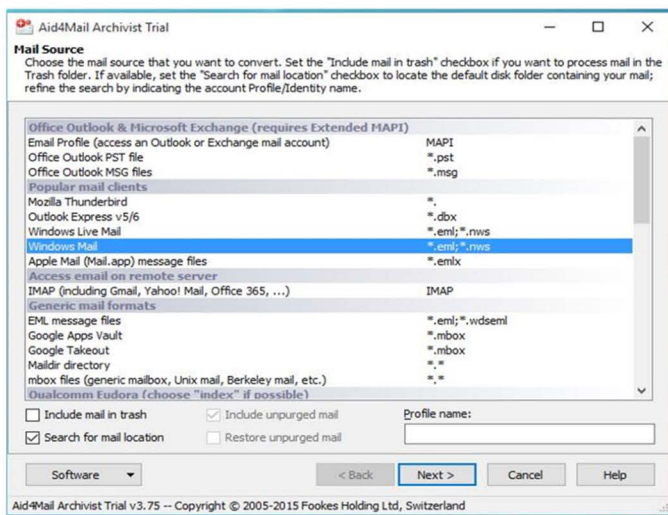 Aid4Mail Archivist Trial
Mail Source
Choose the mail source that you want to convert. Set the "Include mail in trash" checkbox if you want to process mail in the
Trash folder. If available, set the "Search for mail location" checkbox to locate the default disk folder containing your mail;
refine the search by indicating the account Profile/Identity name.
Office Outlook & Microsoft Exchange (requires Extended MAPI)
Email Profile (access an Outlook or Exchange mail account) MAPI
Office Outlook PST file *.pst
Office Outlook MSG files *.msg
Popular mail clients
Mozilla Thunderbird *.
Outlook Express v5/6 *.dbx
Windows Live Mail *.eml;*.nws
Windows Mail *.eml;*.nws
Apple Mail (Mail.app) message files *.emlx
Access email on remote server
IMAP (including Gmail, Yahoo! Mail, Office 365, ...) IMAP
Generic mail formats
EML message files *.eml;*.wdseml
Google Apps Vault *.mbox
Google Takeout *.mbox
Maildir directory *.*
mbox files (generic mailbox, Unix mail, Berkeley mail, etc.) *.*
Qualcomm Eudora (choose "index" if possible)
Include mail in trash Include unpurged mail Profile name:
Search for mail location Restore unpurged mail
Software < Back Next > Cancel Help
Aid4Mail Archivist Trial v3.75 -- Copyright © 2005-2015 Fookes Holding Ltd, Switzerland